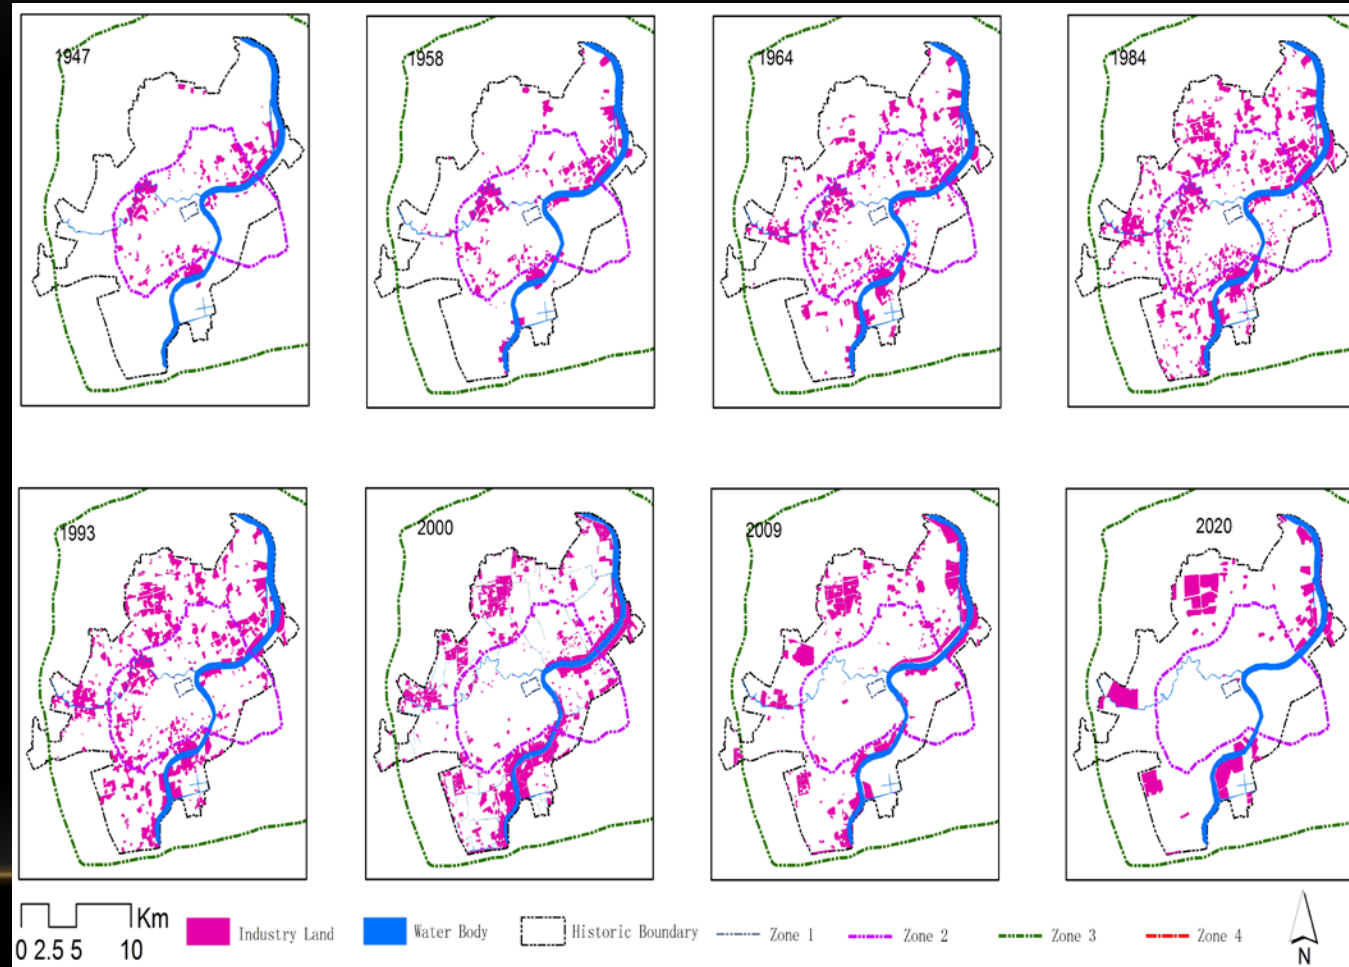 1947
1958
1964
1984
1993
2000
2009
2020
Km
0 2.5 5 10
Industry Land
Water Body
Historic Boundary
Zone 1
Zone 2
Zone 3
Zone 4
N